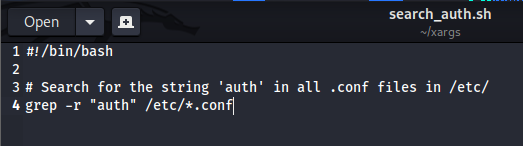 Open
search_auth.sh
~/xargs
1 #!/bin/bash
2
3 # Search for the string 'auth' in all .conf files in /etc/
4 grep -r "auth" /etc/*.conf